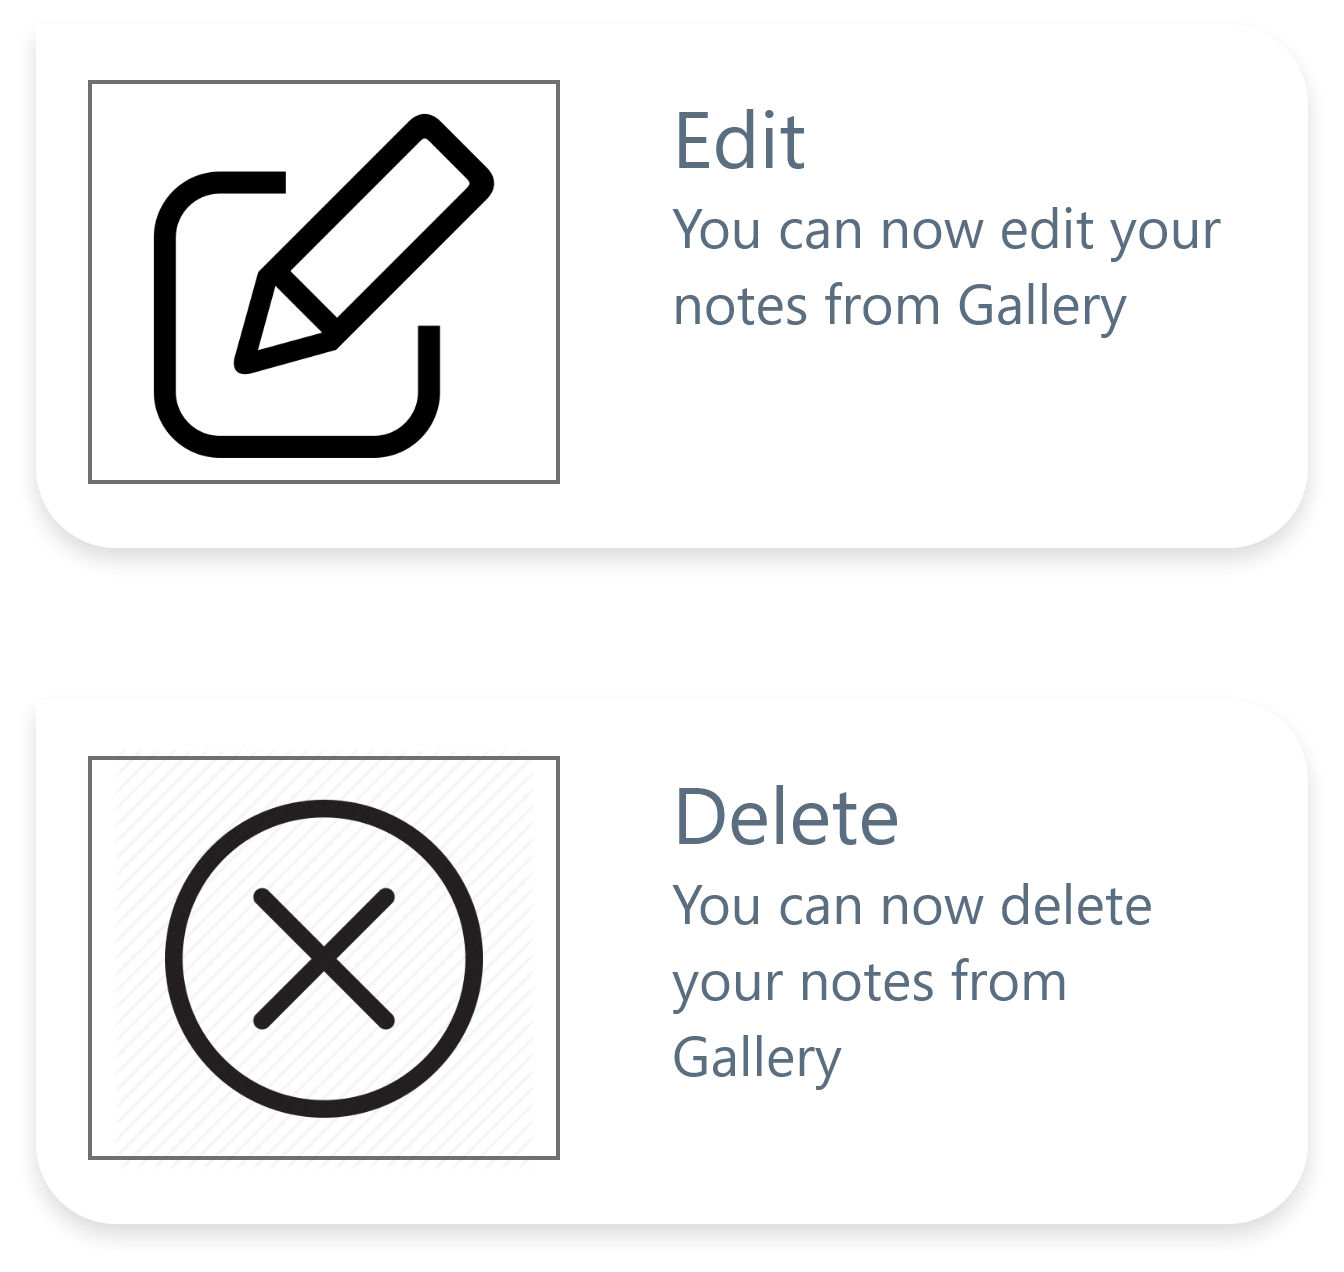 Edit
You can now edit your
notes from Gallery
Delete
You can now delete
your notes from
Gallery